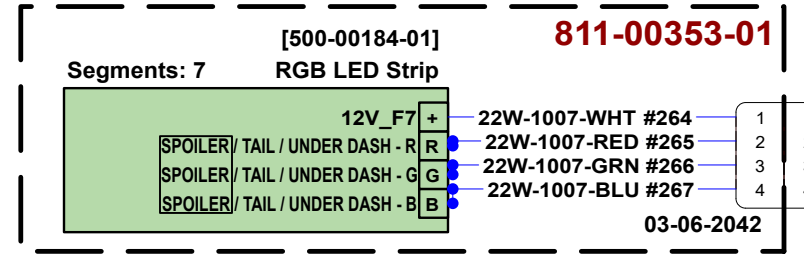 [500-00184-01] 811-00353-01
Segments: 7 RGB LED Strip
12V_F7 + 22W-1007-WHT #264 1
SPOILER / TAIL / UNDER DASH - R R 22W-1007-RED #265 2
SPOILER / TAIL / UNDER DASH - G G 22W-1007-GRN #266 3
SPOILER / TAIL / UNDER DASH - B B 22W-1007-BLU #267 4
03-06-2042